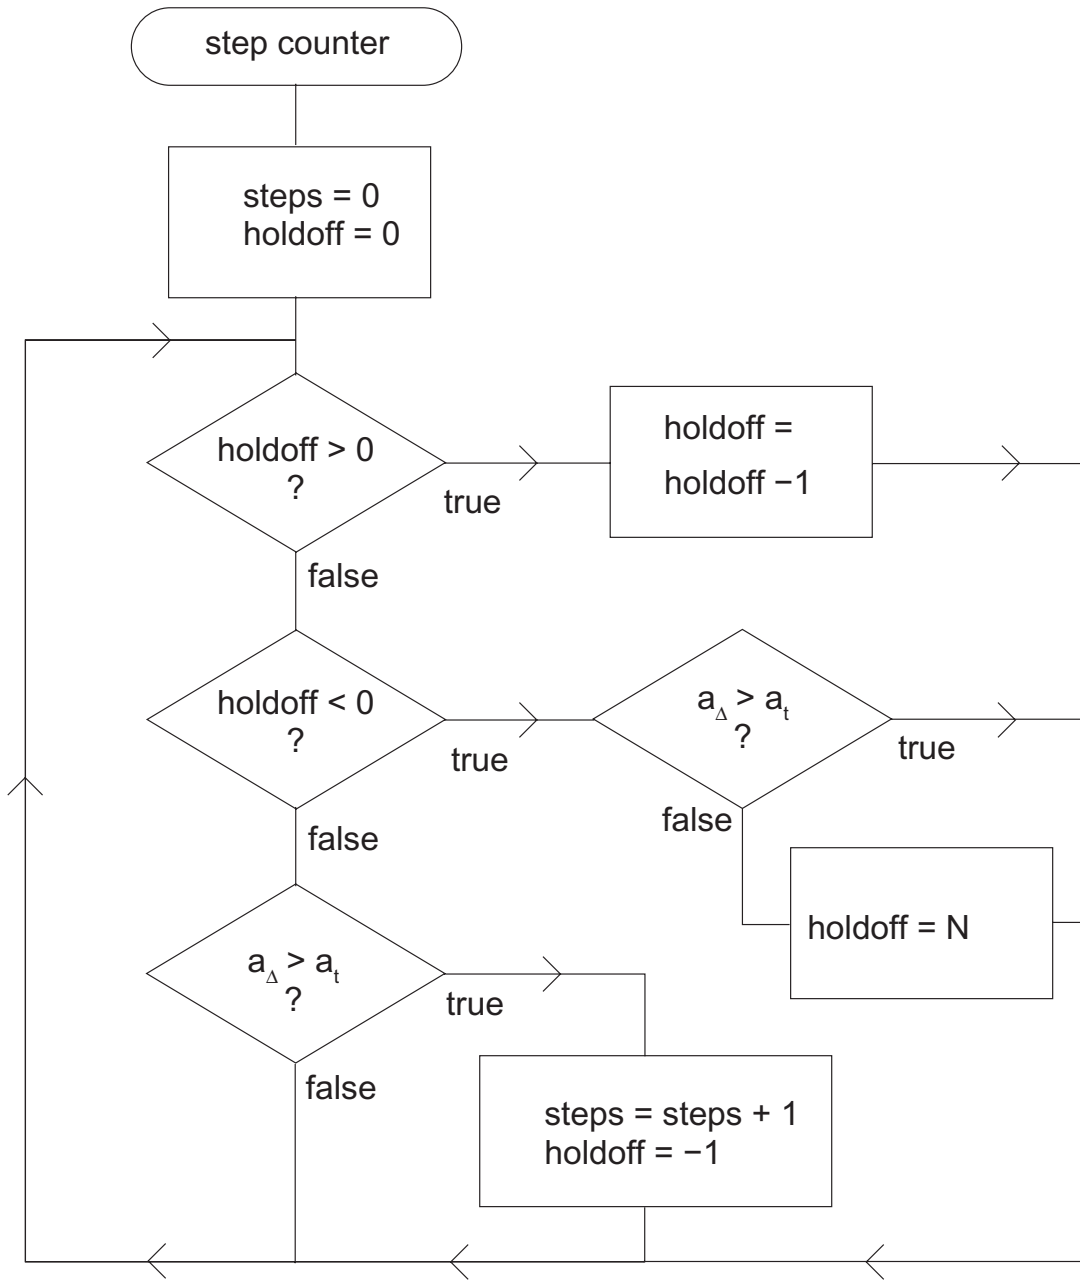 step counter
steps = 0
holdoff = 0
holdoff > 0
?
true
holdoff =
holdoff −1
false
holdoff < 0
?
true
a_Δ > a_t
?
true
false
holdoff = N
false
a_Δ > a_t
?
true
false
steps = steps + 1
holdoff = −1